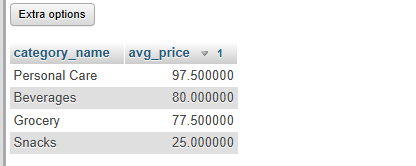 Extra options
category_name avg_price 1
Personal Care 97.500000
Beverages 80.000000
Grocery 77.500000
Snacks 25.000000